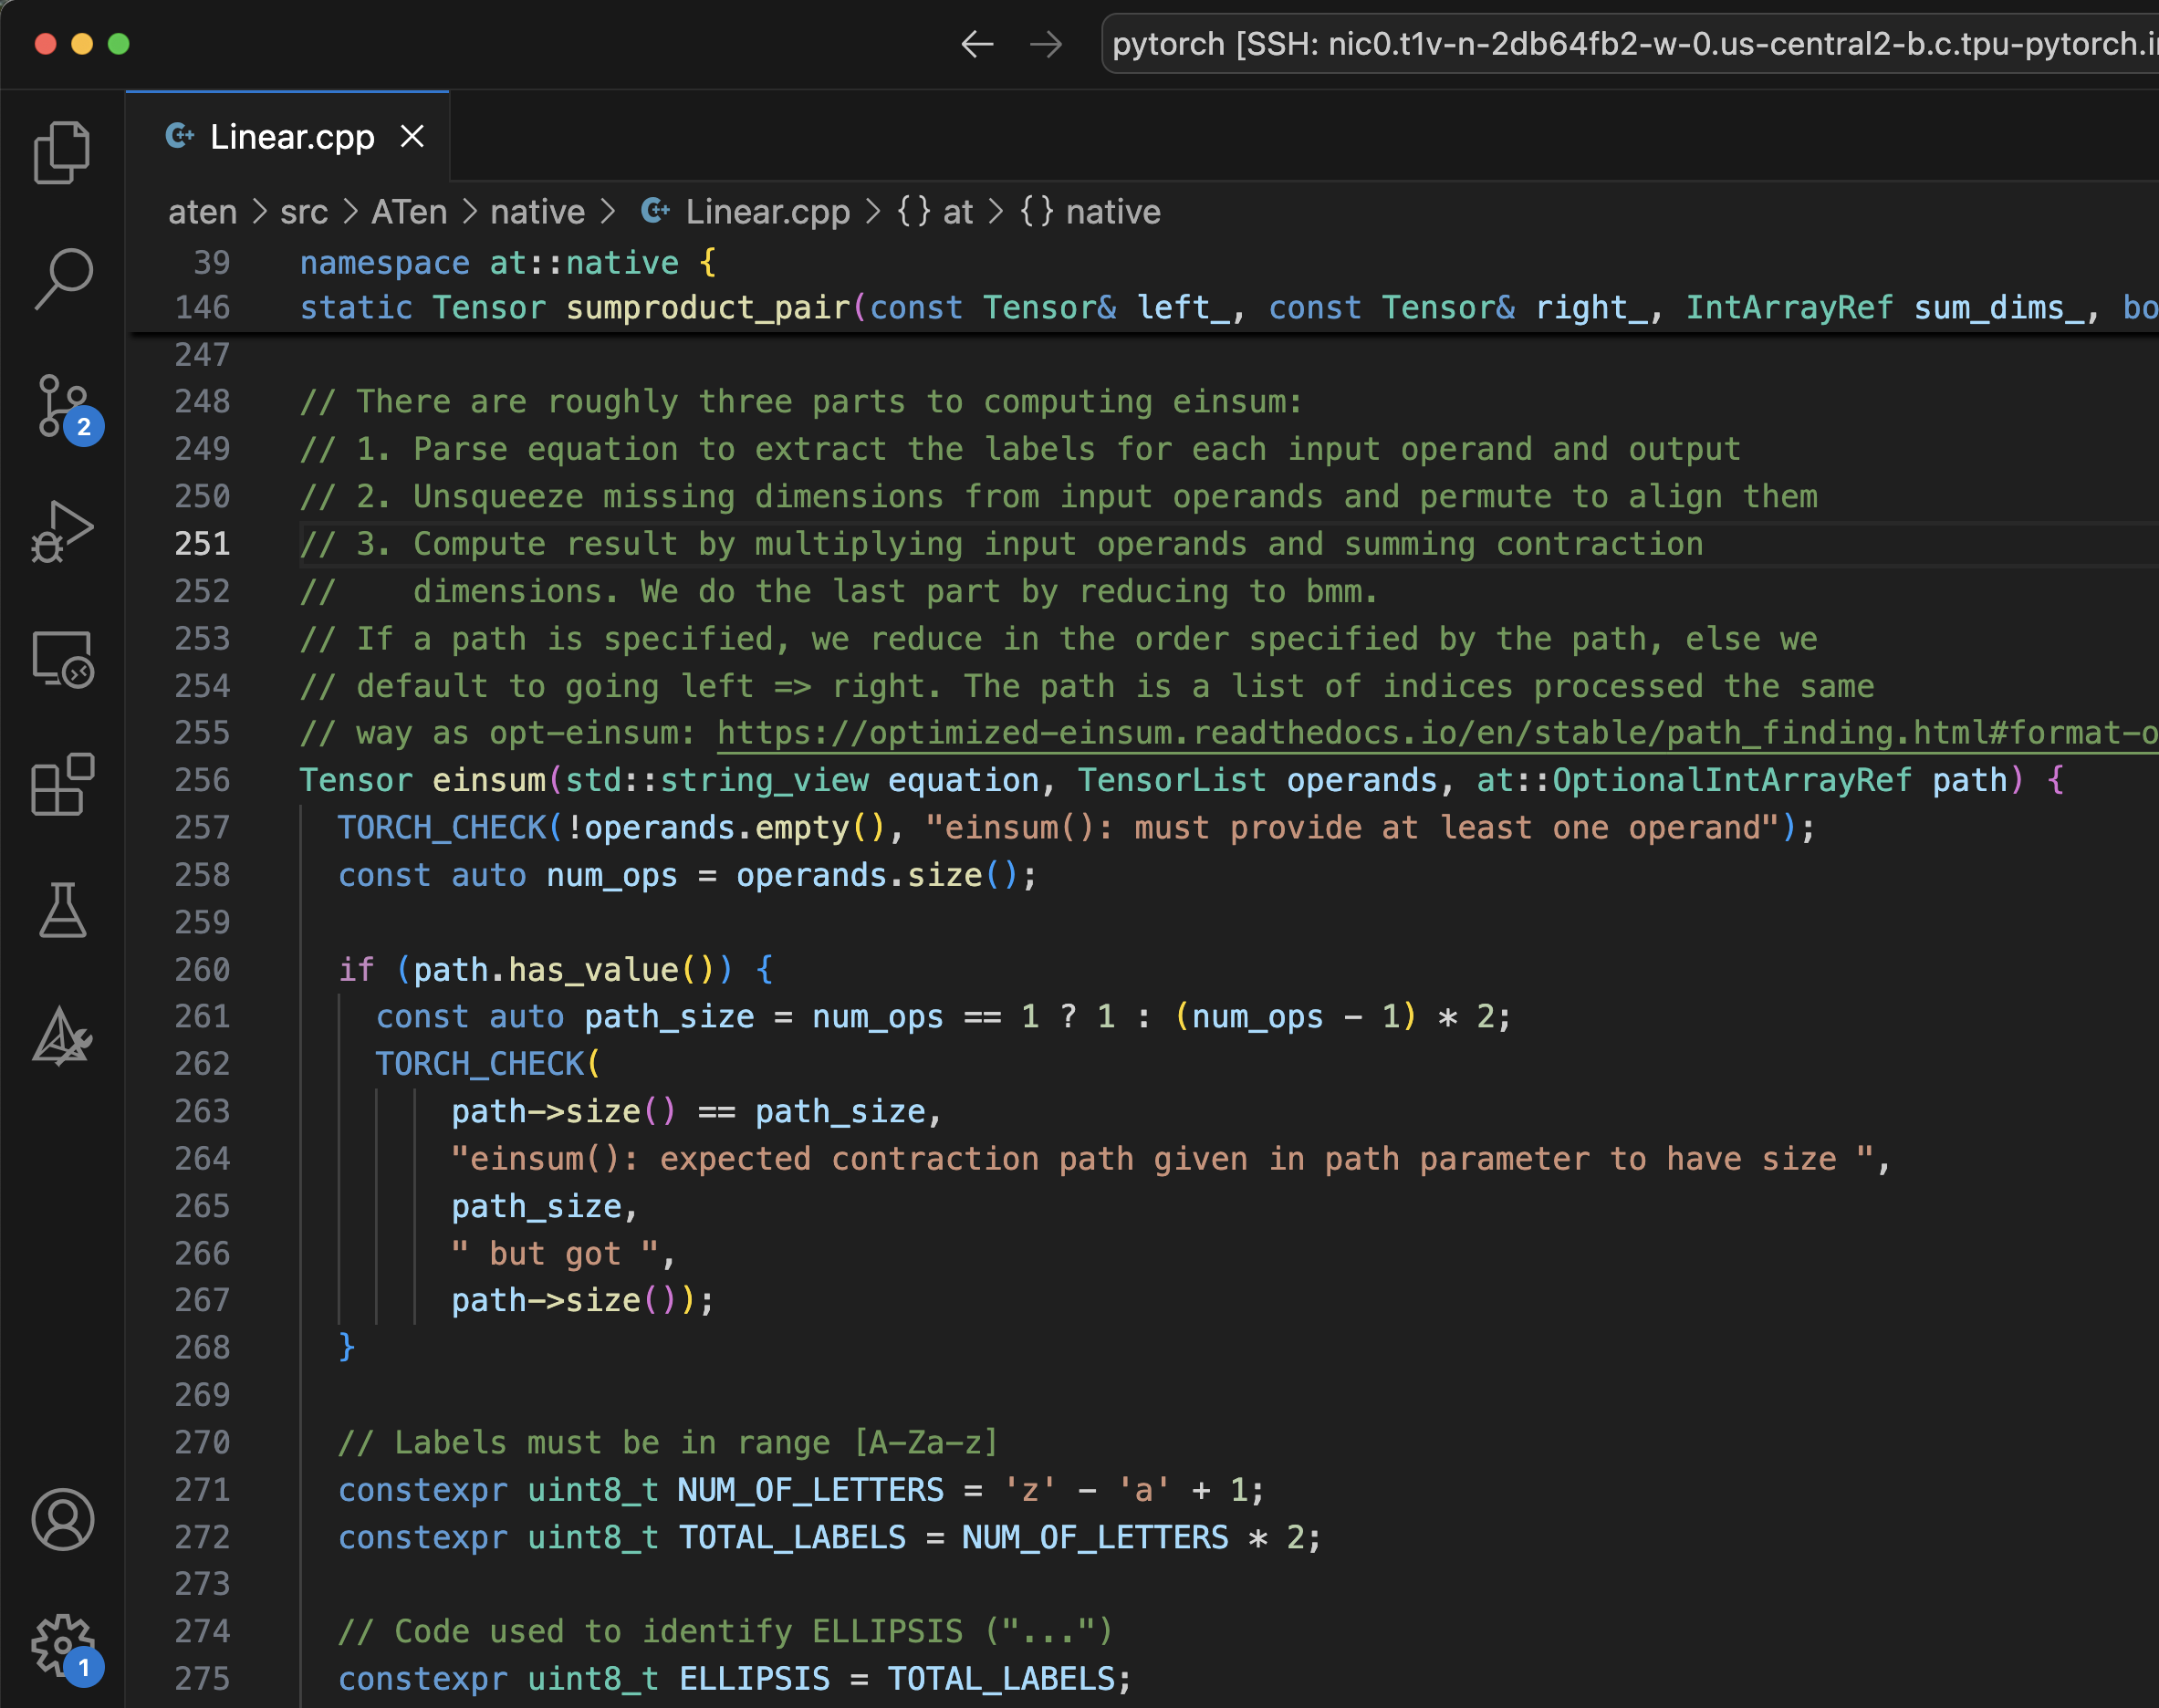 pytorch [SSH: nic0.t1v-n-2db64fb2-w-0.us-central2-b.c.tpu-pytorch.i
Linear.cpp
aten > src > ATen > native > Linear.cpp > {} at > {} native
39 namespace at::native {
146 static Tensor sumproduct_pair(const Tensor& left_, const Tensor& right_, IntArrayRef sum_dims_, bo
247
248 // There are roughly three parts to computing einsum:
249 // 1. Parse equation to extract the labels for each input operand and output
250 // 2. Unsqueeze missing dimensions from input operands and permute to align them
251 // 3. Compute result by multiplying input operands and summing contraction
252 //    dimensions. We do the last part by reducing to bmm.
253 // If a path is specified, we reduce in the order specified by the path, else we
254 // default to going left => right. The path is a list of indices processed the same
255 // way as opt-einsum: https://optimized-einsum.readthedocs.io/en/stable/path_finding.html#format-o
256 Tensor einsum(std::string_view equation, TensorList operands, at::OptionalIntArrayRef path) {
257   TORCH_CHECK(!operands.empty(), "einsum(): must provide at least one operand");
258   const auto num_ops = operands.size();
259
260   if (path.has_value()) {
261     const auto path_size = num_ops == 1 ? 1 : (num_ops - 1) * 2;
262     TORCH_CHECK(
263         path->size() == path_size,
264         "einsum(): expected contraction path given in path parameter to have size ",
265         path_size,
266         " but got ",
267         path->size());
268   }
269
270   // Labels must be in range [A-Za-z]
271   constexpr uint8_t NUM_OF_LETTERS = 'z' - 'a' + 1;
272   constexpr uint8_t TOTAL_LABELS = NUM_OF_LETTERS * 2;
273
274   // Code used to identify ELLIPSIS ("...")
275   constexpr uint8_t ELLIPSIS = TOTAL_LABELS;
2
1